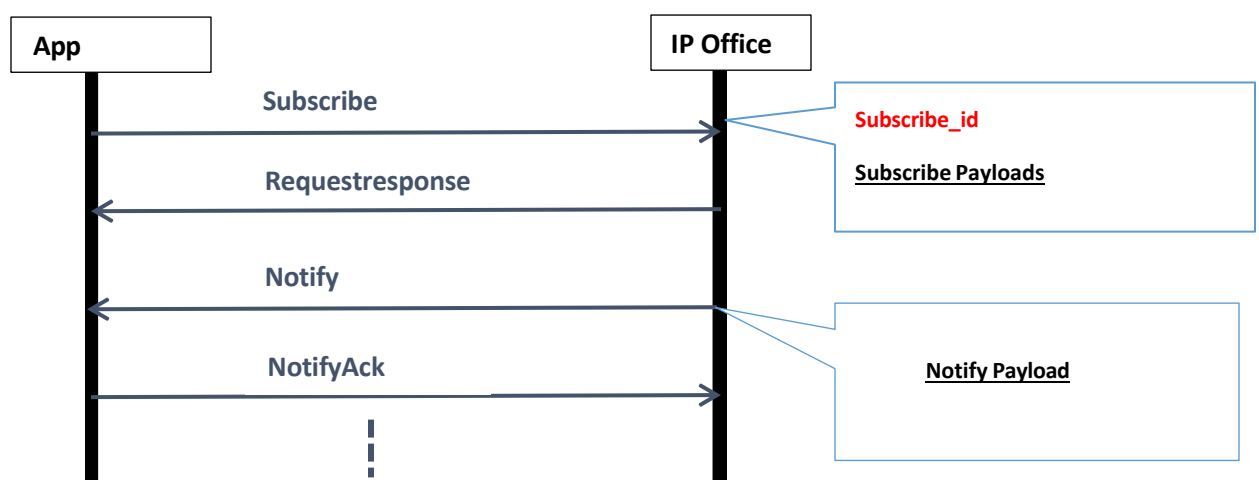 App
IP Office
Subscribe
Subscribe_id
Subscribe Payloads
Requestresponse
Notify
Notify Payload
NotifyAck